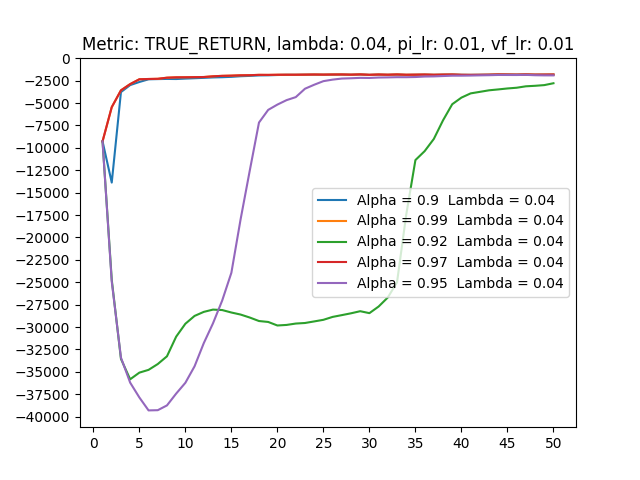 Metric: TRUE_RETURN, lambda: 0.04, pi_lr: 0.01, vf_lr: 0.01
0
−2500
−5000
−7500
−10000
−12500
−15000
−17500
−20000
−22500
−25000
−27500
−30000
−32500
−35000
−37500
−40000
Alpha = 0.9  Lambda = 0.04
Alpha = 0.99  Lambda = 0.04
Alpha = 0.92  Lambda = 0.04
Alpha = 0.97  Lambda = 0.04
Alpha = 0.95  Lambda = 0.04
0 5 10 15 20 25 30 35 40 45 50